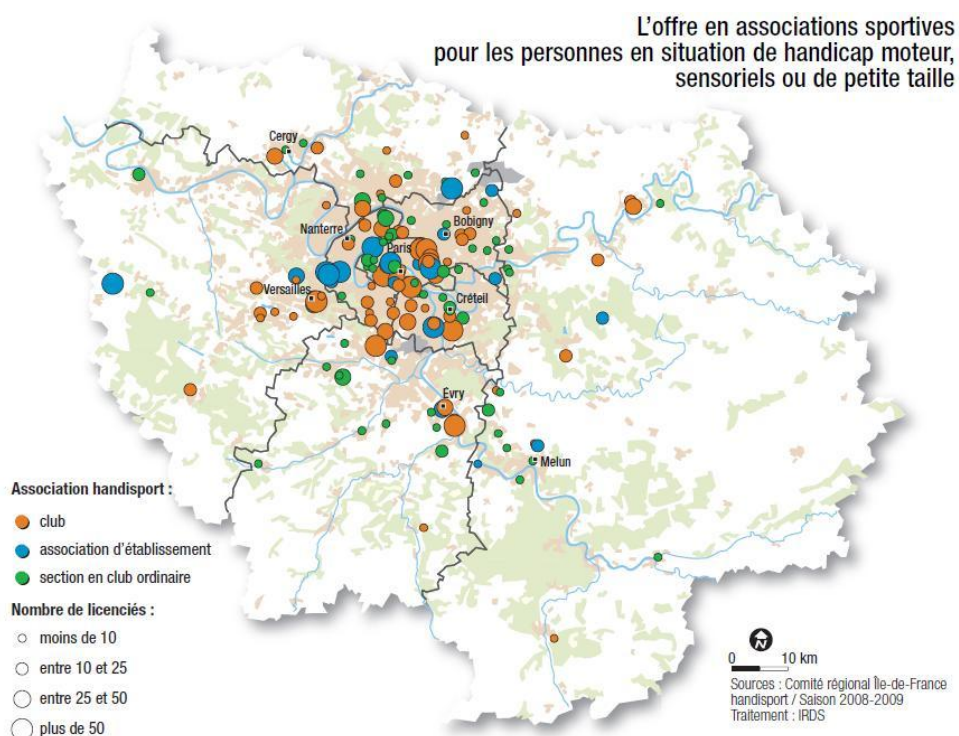 L'offre en associations sportives
pour les personnes en situation de handicap moteur,
sensoriels ou de petite taille
Cergy
Nanterre
Bobigny
Paris
Versailles
Créteil
Évry
Melun
Association handisport :
club
association d'établissement
section en club ordinaire
Nombre de licenciés :
moins de 10
entre 10 et 25
entre 25 et 50
plus de 50
N
0 10 km
Sources : Comité régional Île-de-France
handisport / Saison 2008-2009
Traitement : IRDS